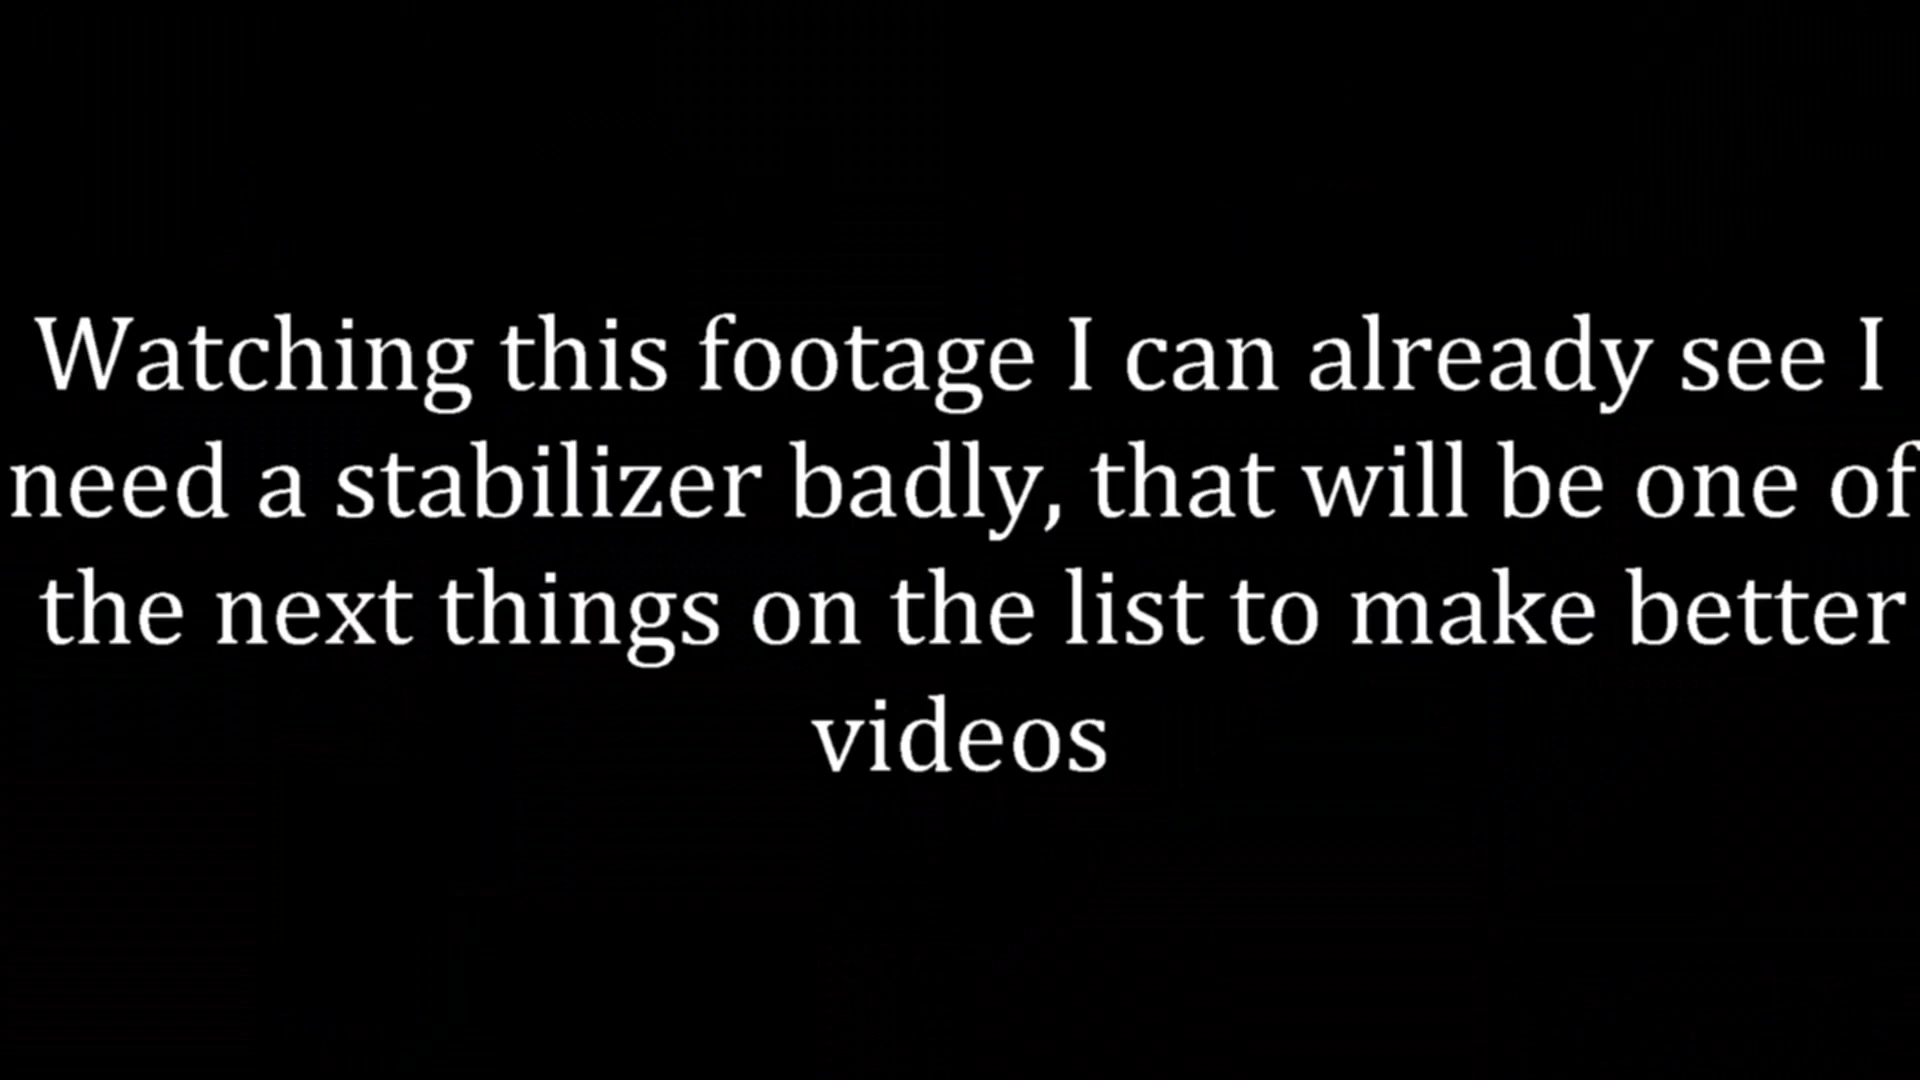 Watching this footage I can already see I
need a stabilizer badly, that will be one of
the next things on the list to make better
videos